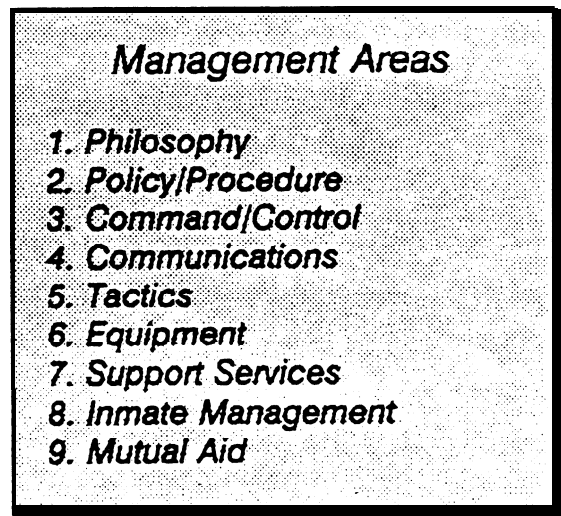 Management Areas
1. Philosophy
2. Policy/Procedure
3. Command/Control
4. Communications
5. Tactics
6. Equipment
7. Support Services
8. Inmate Management
9. Mutual Aid